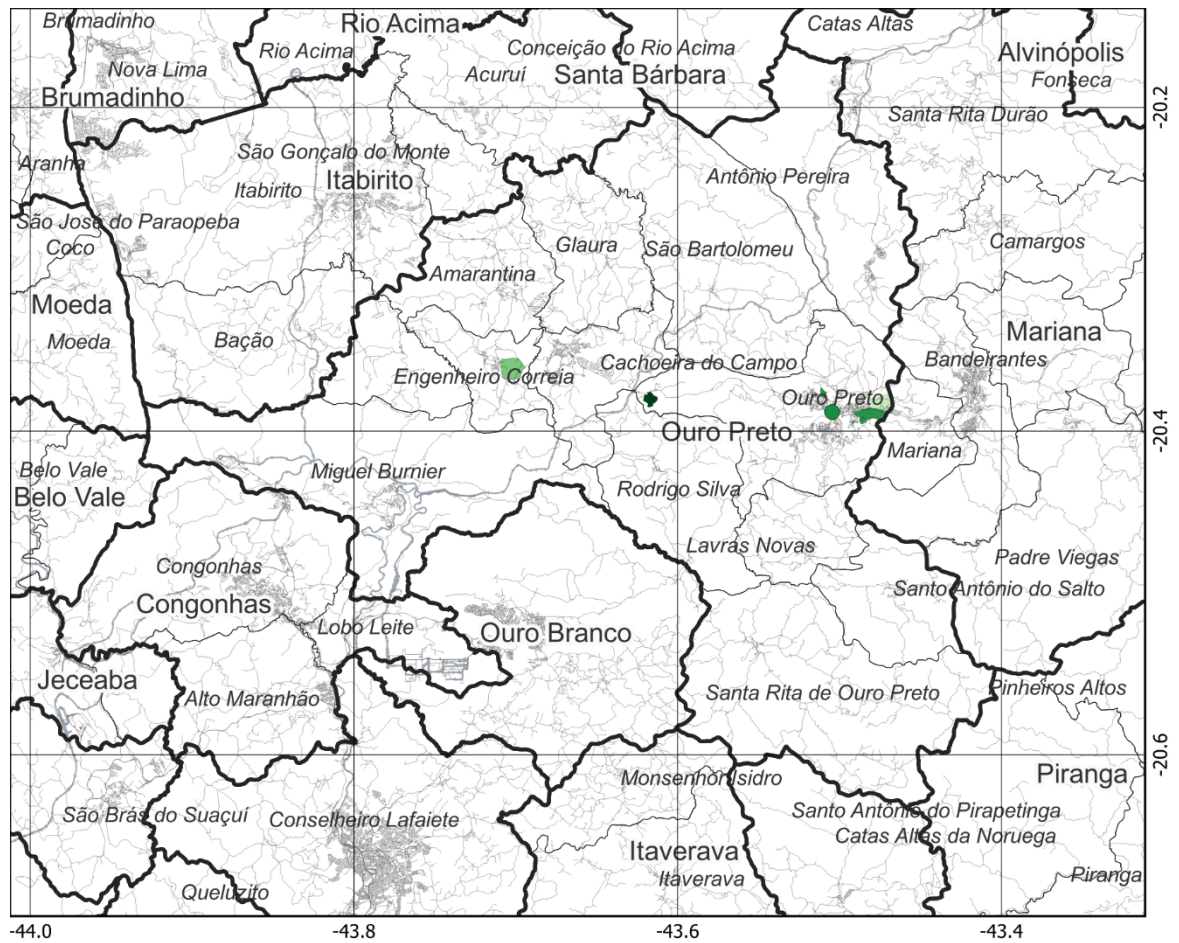 Brumadinho
Rio Acima
Catas Altas
Rio Acima
Conceição do Rio Acima
Alvinópolis
Nova Lima
Acuruí
Santa Bárbara
Fonseca
Brumadinho
-20.2
Santa Rita Durão
São Gonçalo do Monte
Aranha
Itabirito
Antônio Pereira
Itabirito
São José do Paraopeba
Coco
Glaura
São Bartolomeu
Camargos
Amarantina
Moeda
Mariana
Moeda
Bação
Cachoeira do Campo
Bandeirantes
Engenheiro Correia
Ouro Preto
Ouro Preto
-20.4
Mariana
Belo Vale
Miguel Burnier
Belo Vale
Rodrigo Silva
Lavras Novas
Padre Viegas
Congonhas
Santo Antônio do Salto
Congonhas
Lobo Leite
Ouro Branco
Jeceaba
Alto Maranhão
Santa Rita de Ouro Preto
Pinheiros Altos
-20.6
Monsenhor Isidro
Piranga
São Brás do Suaçuí
Conselheiro Lafaiete
Santo Antônio do Pirapetinga
Catas Altas da Noruega
Itaverava
Itaverava
Piranga
Queluzito
-44.0
-43.8
-43.6
-43.4